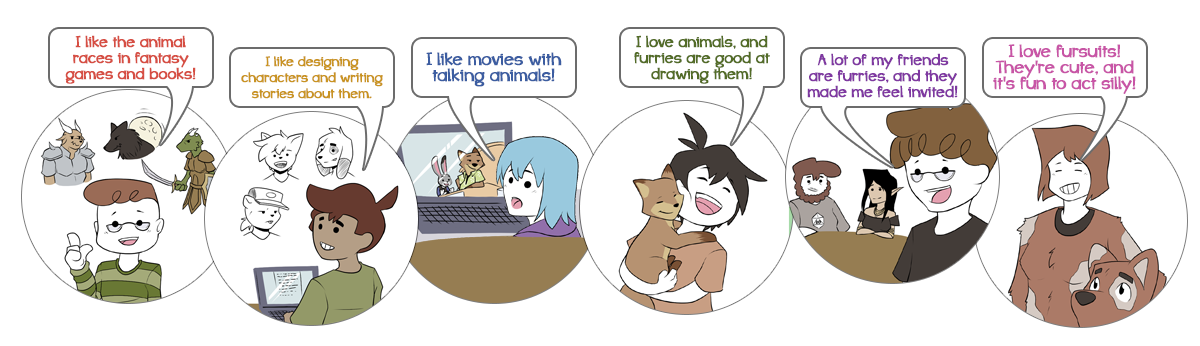 I like the animal
races in fantasy
games and books!
I like designing
characters and writing
stories about them.
I like movies with
talking animals!
I love animals, and
furries are good at
drawing them!
A lot of my friends
are furries, and they
made me feel invited!
I love fursuits!
They're cute, and
it's fun to act silly!